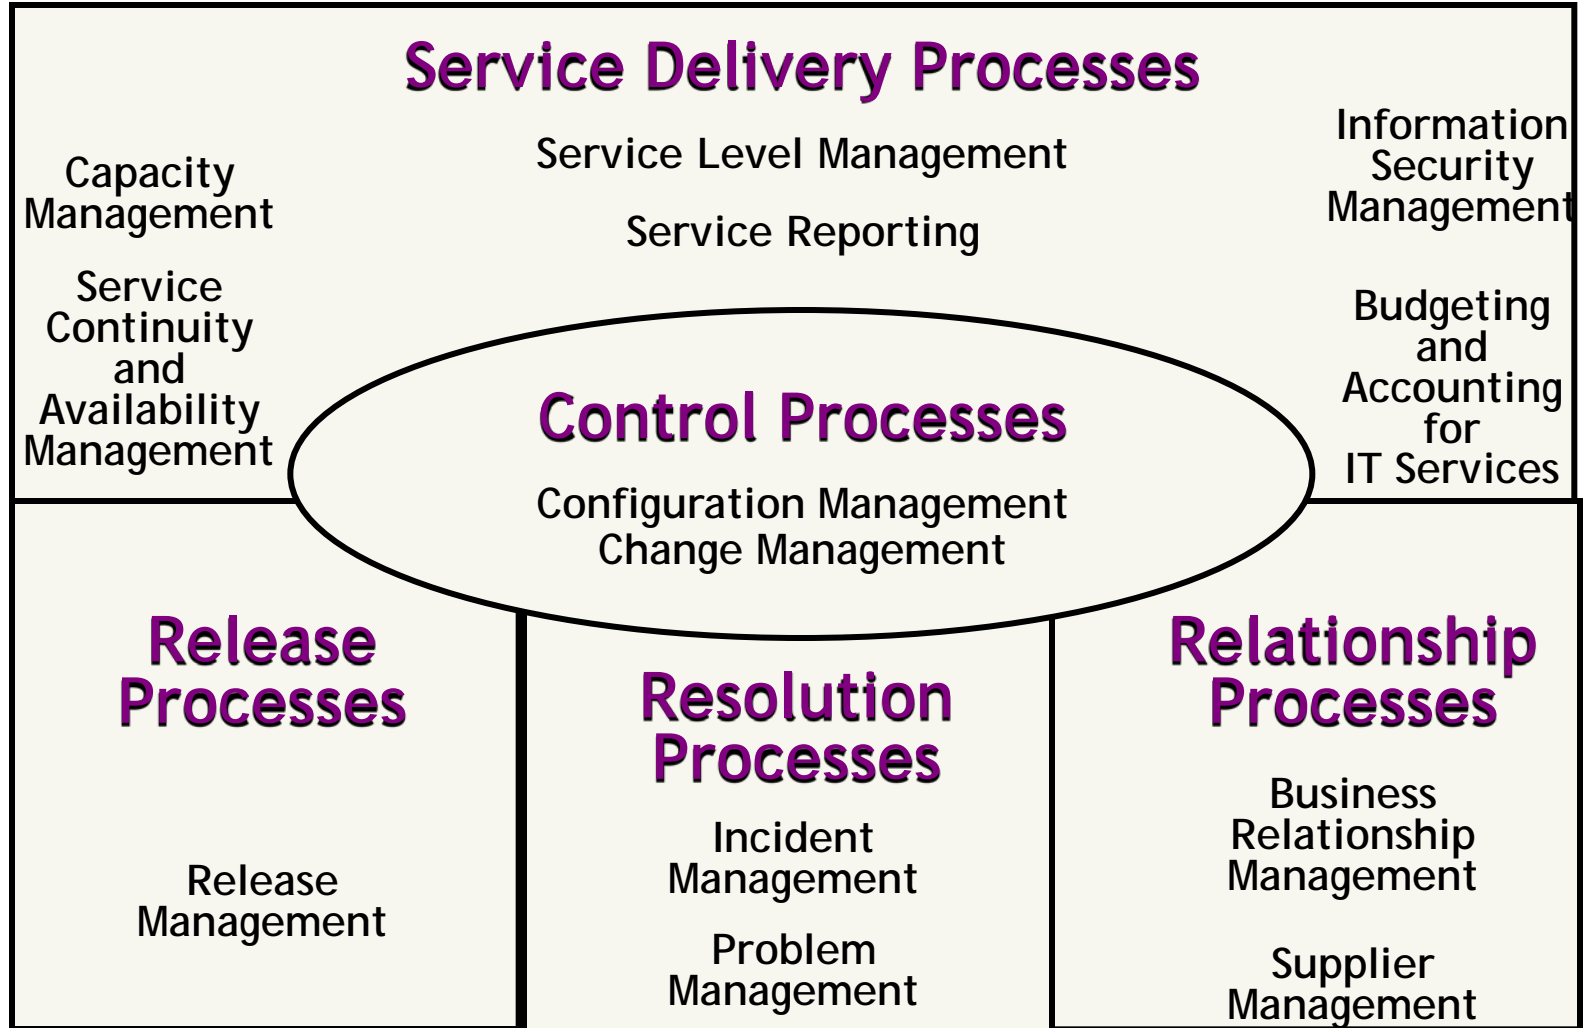 Service Delivery Processes
Capacity
Management
Service
Continuity
and
Availability
Management
Service Level Management
Service Reporting
Information
Security
Management
Budgeting
and
Accounting
for
IT Services
Control Processes
Configuration Management
Change Management
Release
Processes
Release
Management
Resolution
Processes
Incident
Management
Problem
Management
Relationship
Processes
Business
Relationship
Management
Supplier
Management